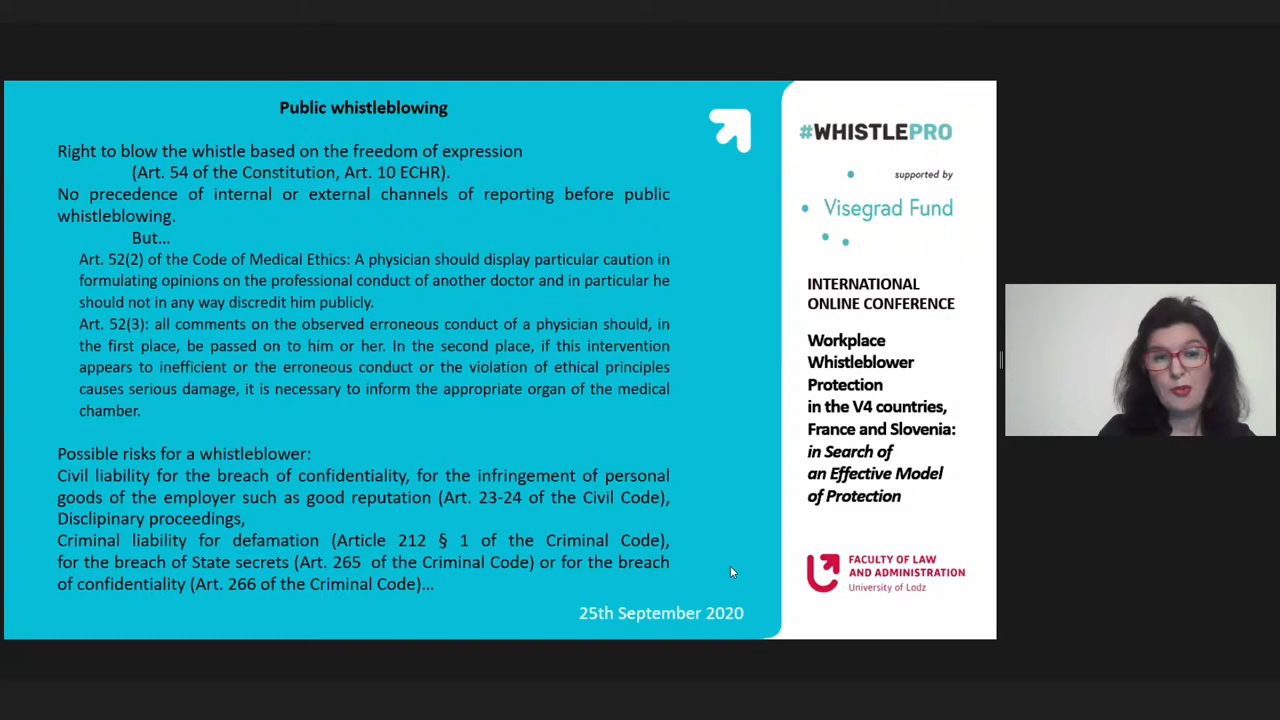 Public whistleblowing
Right to blow the whistle based on the freedom of expression
(Art. 54 of the Constitution, Art. 10 ECHR).
No precedence of internal or external channels of reporting before public
whistleblowing.
But...
Art. 52(2) of the Code of Medical Ethics: A physician should display particular caution in
formulating opinions on the professional conduct of another doctor and in particular he
should not in any way discredit him publicly.
Art. 52(3): all comments on the observed erroneous conduct of a physician should, in
the first place, be passed on to him or her. In the second place, if this intervention
appears to inefficient or the erroneous conduct or the violation of ethical principles
causes serious damage, it is necessary to inform the appropriate organ of the medical
chamber.
Possible risks for a whistleblower:
Civil liability for the breach of confidentiality, for the infringement of personal
goods of the employer such as good reputation (Art. 23-24 of the Civil Code),
Disclipinary proceedings,
Criminal liability for defamation (Article 212 § 1 of the Criminal Code),
for the breach of State secrets (Art. 265 of the Criminal Code) or for the breach
of confidentiality (Art. 266 of the Criminal Code)...
25th September 2020
#WHISTLEPRO
supported by
Visegrad Fund
INTERNATIONAL
ONLINE CONFERENCE
Workplace
Whistleblower
Protection
in the V4 countries,
France and Slovenia:
in Search of
an Effective Model
of Protection
FACULTY OF LAW
AND ADMINISTRATION
University of Lodz